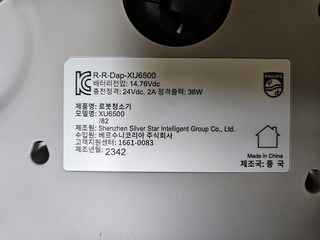 R-R-Dap-XU6500
배터리전압: 14.76Vdc
충전정격: 24Vdc, 2A 정격출력: 36W
PHILIPS
제품명: 로봇청소기
모델명: XU6500
/82
제조원: Shenzhen Silver Star Intelligent Group Co., Ltd.
수입원: 베르수니코리아 주식회사
고객지원센터: 1661-0083
제조년월: 2342
Made in China
제조국: 중 국